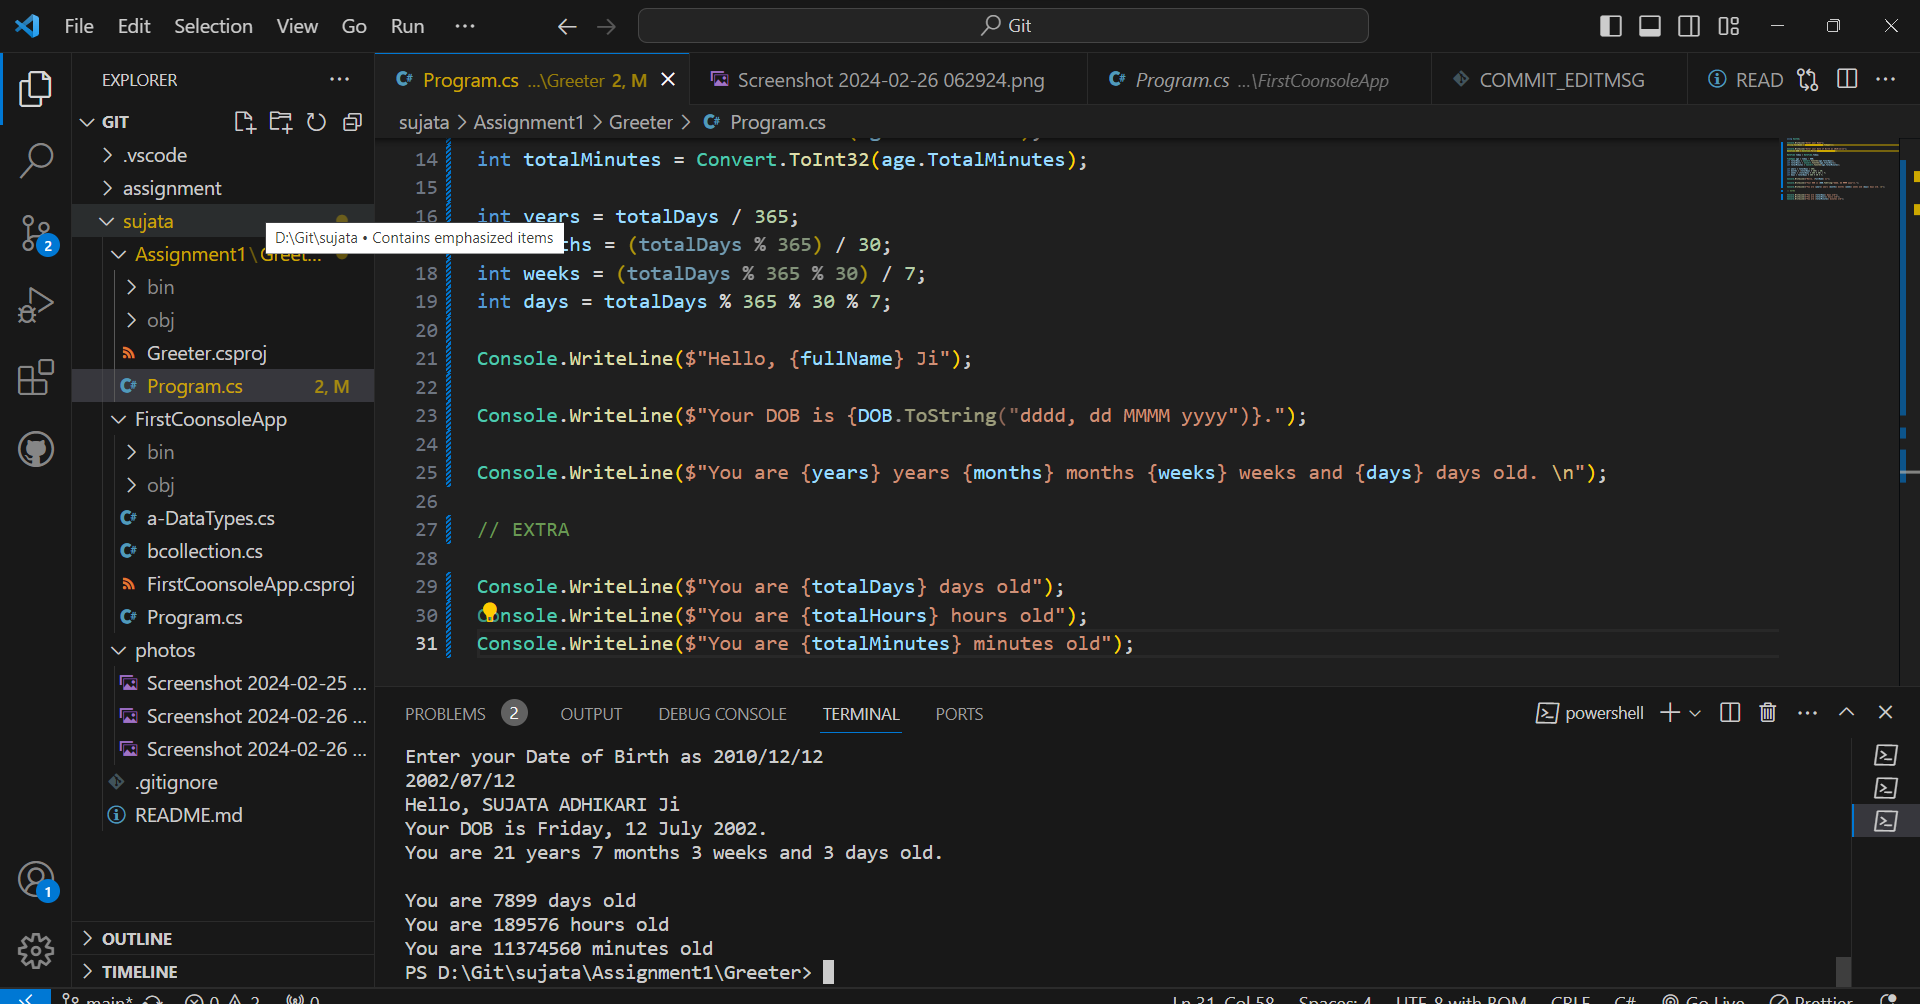 File Edit Selection View Go Run ···
Git
EXPLORER ···
GIT
.vscode
assignment
sujata
Assignment1\Greet...
bin
obj
Greeter.csproj
Program.cs 2, M
FirstCoonsoleApp
bin
obj
a-DataTypes.cs
bcollection.cs
FirstCoonsoleApp.csproj
Program.cs
photos
Screenshot 2024-02-25 ...
Screenshot 2024-02-26 ...
Screenshot 2024-02-26 ...
.gitignore
README.md
OUTLINE
TIMELINE
2
1
D:\Git\sujata • Contains emphasized items
Program.cs ...\Greeter 2, M
Screenshot 2024-02-26 062924.png
Program.cs ...\FirstCoonsoleApp
COMMIT_EDITMSG
READ
sujata > Assignment1 > Greeter > Program.cs
14 int totalMinutes = Convert.ToInt32(age.TotalMinutes);
15
16 int years = totalDays / 365;
ths = (totalDays % 365) / 30;
18 int weeks = (totalDays % 365 % 30) / 7;
19 int days = totalDays % 365 % 30 % 7;
20
21 Console.WriteLine($"Hello, {fullName} Ji");
22
23 Console.WriteLine($"Your DOB is {DOB.ToString("dddd, dd MMMM yyyy")}.");
24
25 Console.WriteLine($"You are {years} years {months} months {weeks} weeks and {days} days old. \n");
26
27 // EXTRA
28
29 Console.WriteLine($"You are {totalDays} days old");
30 Console.WriteLine($"You are {totalHours} hours old");
31 Console.WriteLine($"You are {totalMinutes} minutes old");
PROBLEMS 2 OUTPUT DEBUG CONSOLE TERMINAL PORTS
powershell
Enter your Date of Birth as 2010/12/12
2002/07/12
Hello, SUJATA ADHIKARI Ji
Your DOB is Friday, 12 July 2002.
You are 21 years 7 months 3 weeks and 3 days old.
You are 7899 days old
You are 189576 hours old
You are 11374560 minutes old
PS D:\Git\sujata\Assignment1\Greeter>
main* 0 2 0 Ln 31, Col 58 Spaces: 4 UTF-8 with BOM CRLF C# Go Live Prettier